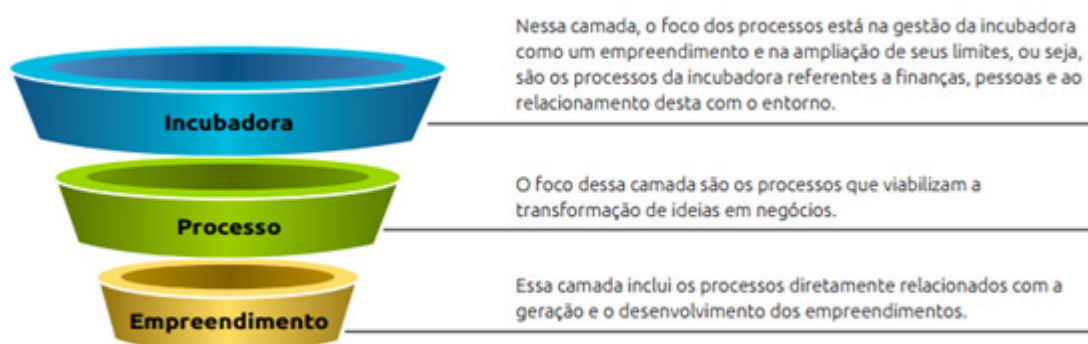 Nessa camada, o foco dos processos está na gestão da incubadora
como um empreendimento e na ampliação de seus limites, ou seja,
são os processos da incubadora referentes a finanças, pessoas e ao
relacionamento desta com o entorno.
Incubadora
O foco dessa camada são os processos que viabilizam a
transformação de ideias em negócios.
Processo
Essa camada inclui os processos diretamente relacionados com a
geração e o desenvolvimento dos empreendimentos.
Empreendimento